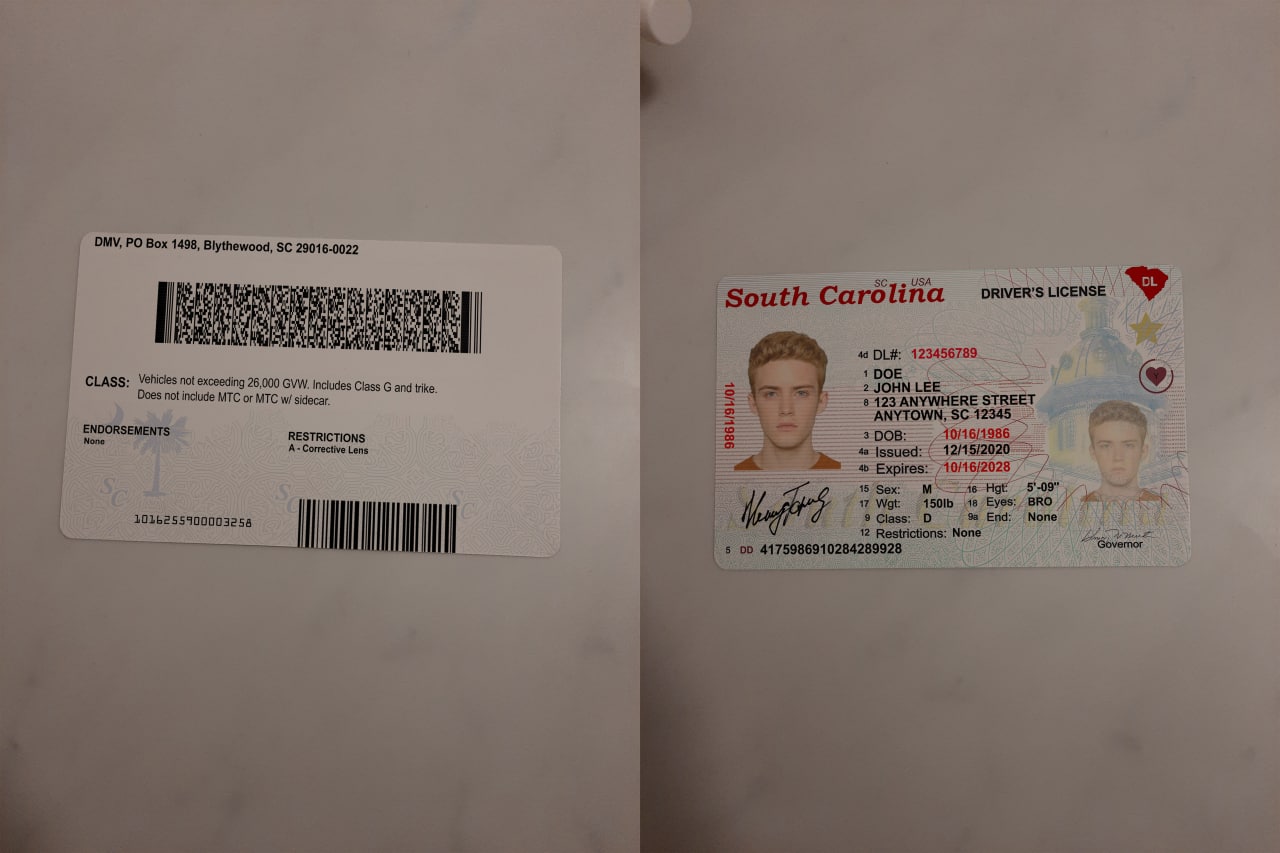 DMV, PO Box 1498, Blythewood, SC 29016-0022
CLASS: Vehicles not exceeding 26,000 GVW. Includes Class G and trike.
Does not include MTC or MTC w/ sidecar.
ENDORSEMENTS
None
RESTRICTIONS
A - Corrective Lens
SC
SC
SC
1016255900003258
South Carolina
SC USA
DRIVER'S LICENSE
DL
4d DL#: 123456789
1 DOE
2 JOHN LEE
8 123 ANYWHERE STREET
ANYTOWN, SC 12345
3 DOB: 10/16/1986
4a Issued: 12/15/2020
4b Expires: 10/16/2028
10/16/1986
15 Sex: M 16 Hgt: 5'-09"
17 Wgt: 150lb 18 Eyes: BRO
9 Class: D 9a End: None
12 Restrictions: None
Governor
5 DD 4175986910284289928